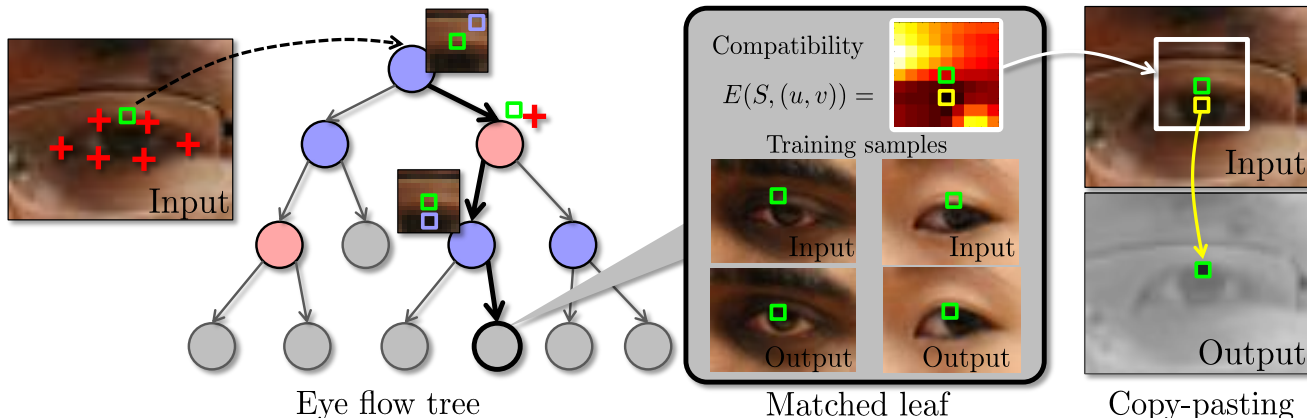 Input
Eye flow tree
Compatibility
E(S, (u, v)) =
Training samples
Input
Input
Output
Output
Matched leaf
Input
Output
Copy-pasting